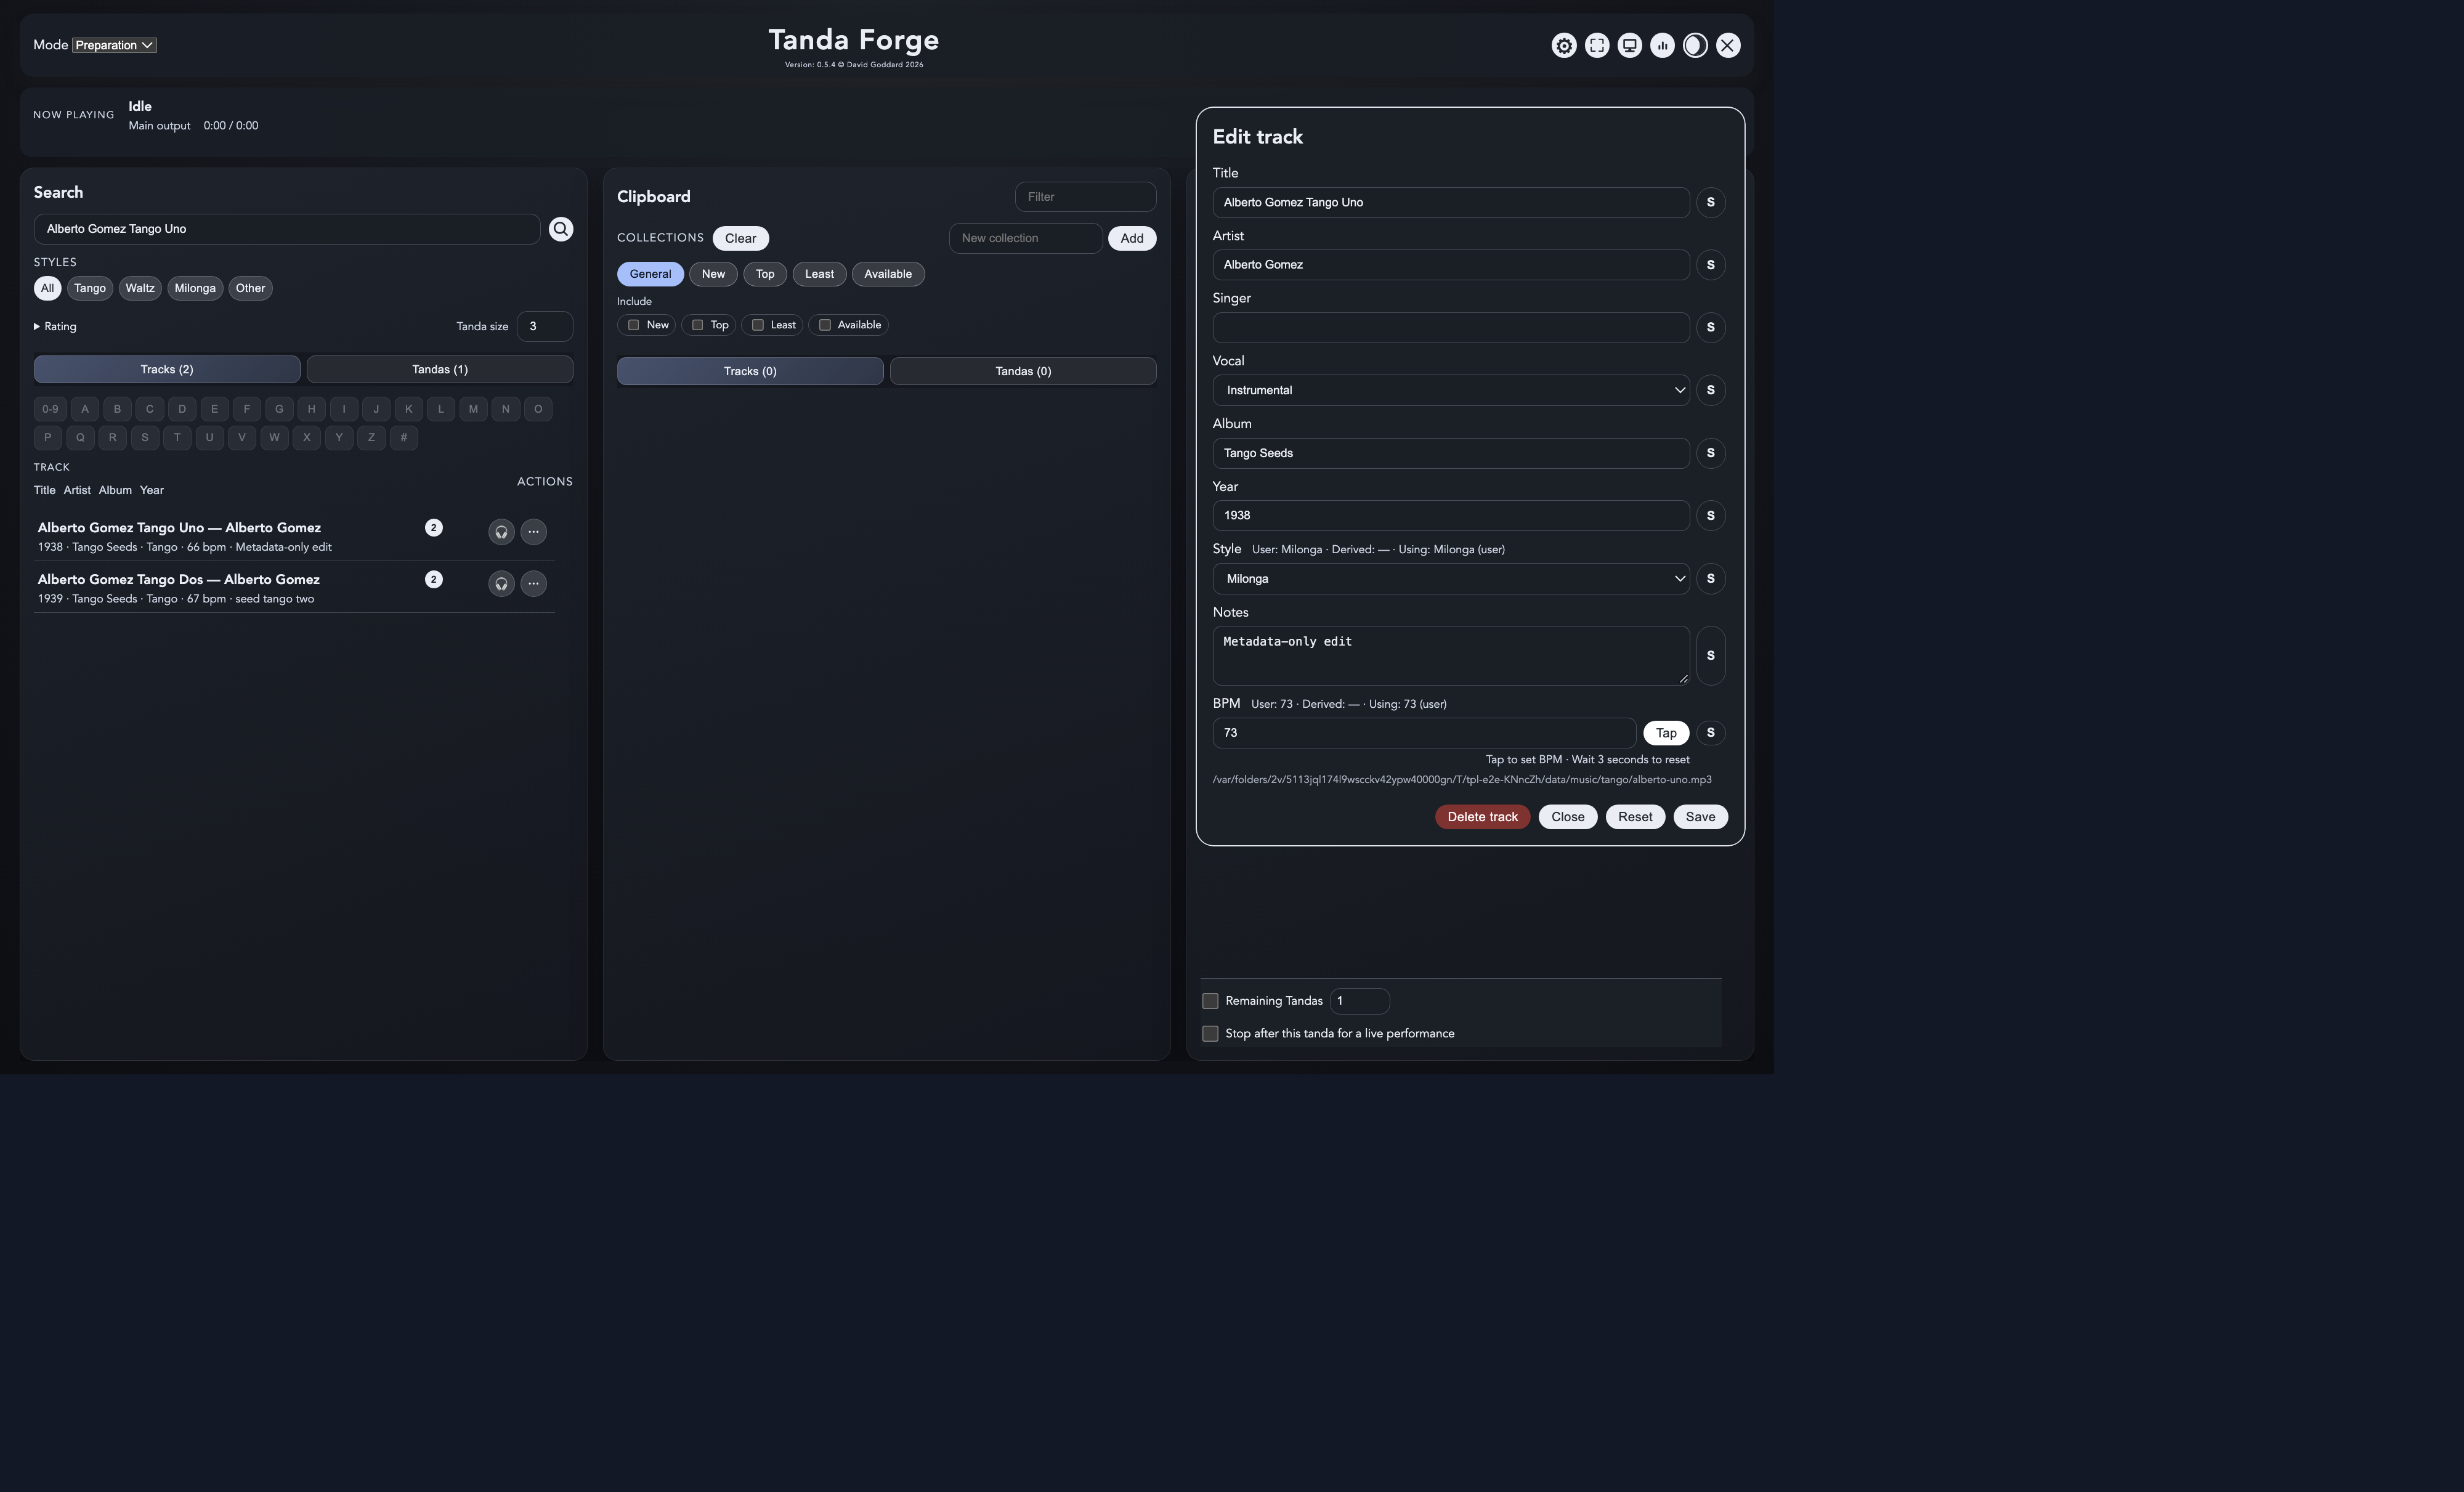 Mode Preparation
Tanda Forge
Version: 0.5.4 © David Goddard 2026
NOW PLAYING
Idle
Main output 0:00 / 0:00
Search
Alberto Gomez Tango Uno
STYLES
All Tango Waltz Milonga Other
Rating
Tanda size 3
Tracks (2) Tandas (1)
0-9 A B C D E F G H I J K L M N O
P Q R S T U V W X Y Z #
TRACK
ACTIONS
Title Artist Album Year
Alberto Gomez Tango Uno — Alberto Gomez 2 ...
1938 · Tango Seeds · Tango · 66 bpm · Metadata-only edit
Alberto Gomez Tango Dos — Alberto Gomez 2 ...
1939 · Tango Seeds · Tango · 67 bpm · seed tango two
Clipboard
Filter
COLLECTIONS Clear
New collection Add
General New Top Least Available
Include
New Top Least Available
Tracks (0) Tandas (0)
Edit track
Title
Alberto Gomez Tango Uno S
Artist
Alberto Gomez S
Singer
S
Vocal
Instrumental S
Album
Tango Seeds S
Year
1938 S
Style User: Milonga · Derived: — · Using: Milonga (user)
Milonga S
Notes
Metadata-only edit S
BPM User: 73 · Derived: — · Using: 73 (user)
73 Tap S
Tap to set BPM · Wait 3 seconds to reset
/var/folders/2v/5113jql174l9wscckv42ypw40000gn/T/tpl-e2e-KNncZh/data/music/tango/alberto-uno.mp3
Delete track Close Reset Save
Remaining Tandas 1
Stop after this tanda for a live performance